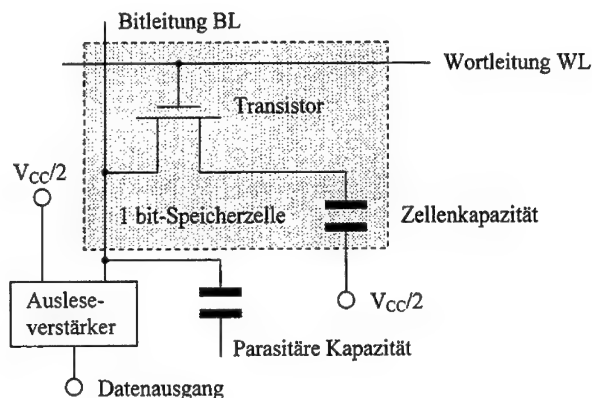 Bitleitung BL
Wortleitung WL
Transistor
V_CC/2
1 bit-Speicherzelle
Zellenkapazität
Auslese-
verstärker
V_CC/2
Parasitäre Kapazität
Datenausgang